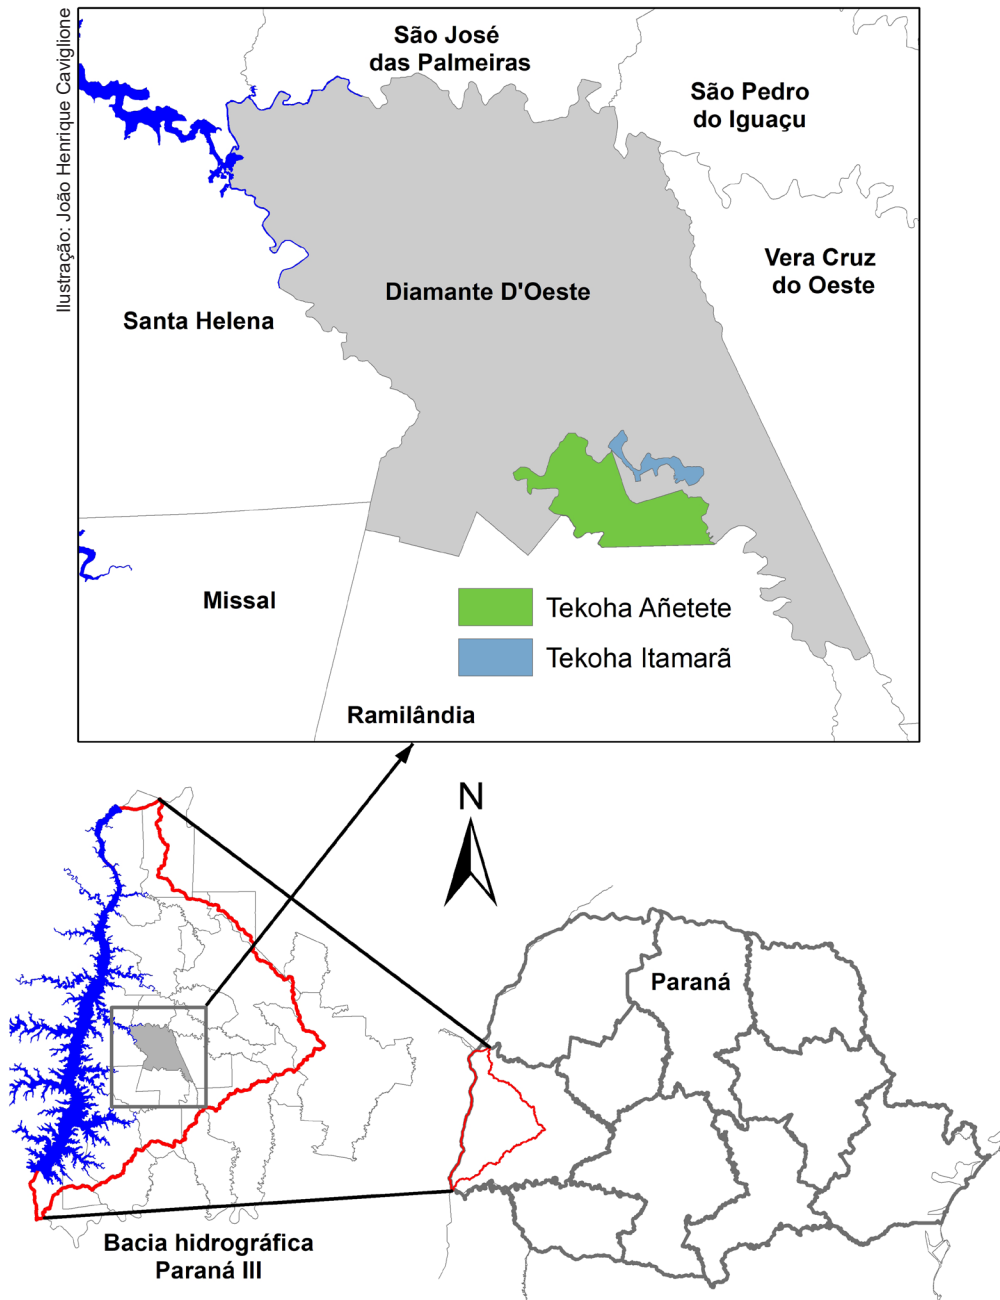 Ilustração: João Henrique Caviglione
São José
das Palmeiras
São Pedro
do Iguaçu
Vera Cruz
do Oeste
Diamante D'Oeste
Santa Helena
Missal
Tekoha Añetete
Tekoha Itamarã
Ramilândia
N
Paraná
Bacia hidrográfica
Paraná III